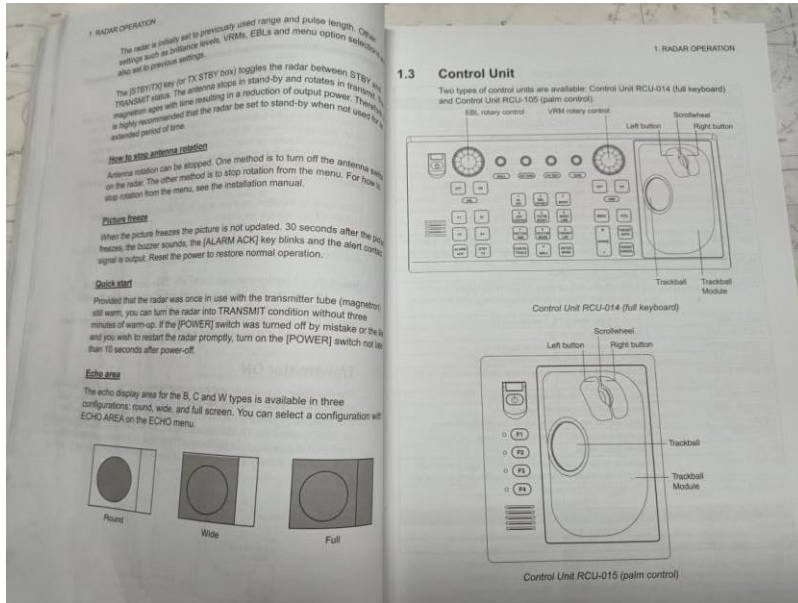 1. RADAR OPERATION
The radar is initially set to previously used range and pulse length. Other
settings such as brilliance levels, VRMs, EBLs and menu option selections
also set to previous settings.
The [STBY/TX] key (or TX STBY box) toggles the radar between STBY and
TRANSMIT status. The antenna stops in stand-by and rotates in transmit. The
magnetron ages with time resulting in a reduction of output power. Therefore
is highly recommended that the radar be set to stand-by when not used for
extended period of time.
How to stop antenna rotation
Antenna rotation can be stopped. One method is to turn off the antenna
on the radar. The other method is to stop rotation from the menu. For how
stop rotation from the menu, see the installation manual.
Picture freeze
When the picture freezes the picture is not updated. 30 seconds after the
freezes, the buzzer sounds, the [ALARM ACK] key blinks and the alert contact
signal is output. Reset the power to restore normal operation.
Quick start
Provided that the radar was once in use with the transmitter tube (magnetron)
still warm, you can turn the radar into TRANSMIT condition without three
minutes of warm-up. If the [POWER] switch was turned off by mistake or the
and you wish to restart the radar promptly, turn on the [POWER] switch not
than 10 seconds after power-off.
Echo area
The echo display area for the B, C and W types is available in three
configurations: round, wide, and full screen. You can select a configuration with
ECHO AREA on the ECHO menu.
Round
Wide
Full
1. RADAR OPERATION
1.3 Control Unit
Two types of control units are available: Control Unit RCU-014 (full keyboard)
and Control Unit RCU-105 (palm control).
EBL rotary control
VRM rotary control
Scrollwheel
Left button
Right button
Trackball
Trackball
Module
Control Unit RCU-014 (full keyboard)
Scrollwheel
Left button
Right button
F1
F2
F3
F4
Trackball
Trackball
Module
Control Unit RCU-015 (palm control)